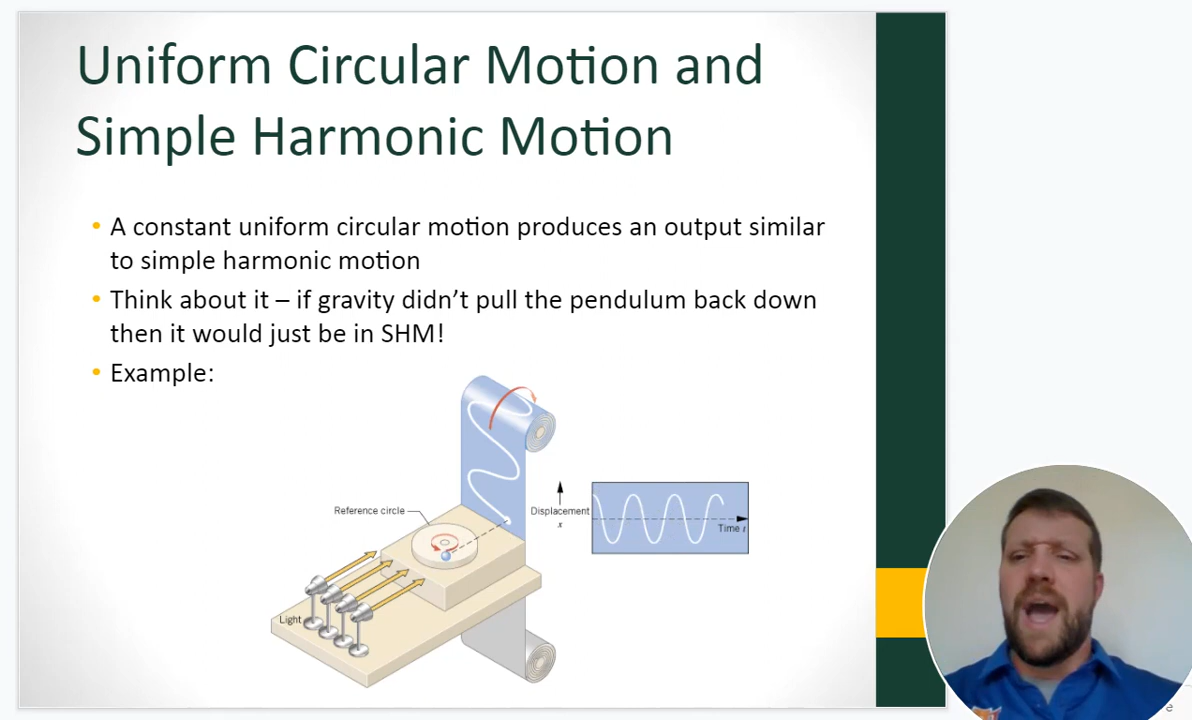 Uniform Circular Motion and
Simple Harmonic Motion
• A constant uniform circular motion produces an output similar
to simple harmonic motion
• Think about it – if gravity didn't pull the pendulum back down
then it would just be in SHM!
• Example:
Reference circle
Displacement
x
Time t
Light
e